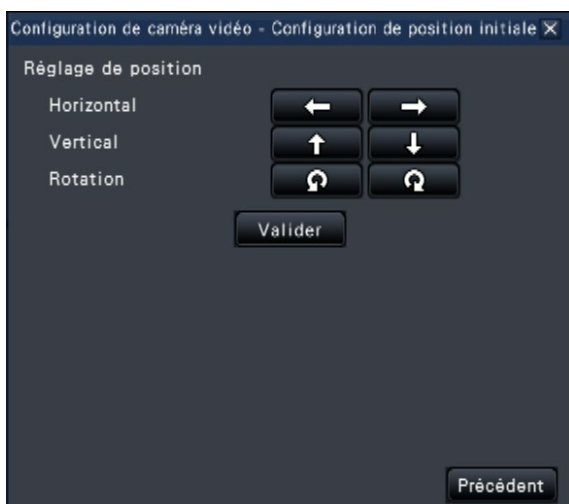 Configuration de caméra vidéo - Configuration de position initiale
Réglage de position
Horizontal
Vertical
Rotation
Valider
Précédent